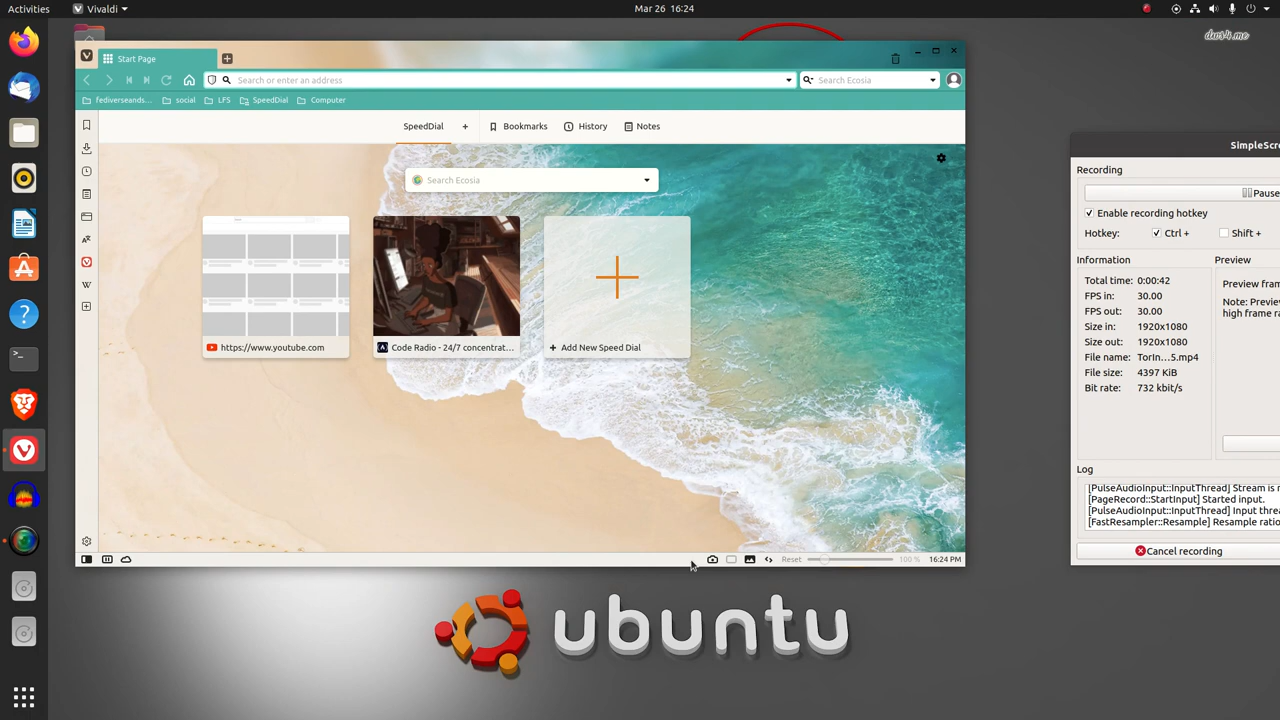 Activities
Vivaldi
Mar 26 16:24
dws4.me
Start Page
Search or enter an address
Search Ecosia
fediverseands...
social
LFS
SpeedDial
Computer
SpeedDial
Bookmarks
History
Notes
Search Ecosia
https://www.youtube.com
Code Radio - 24/7 concentrat...
Add New Speed Dial
Reset
100 %
16:24 PM
ubuntu
SimpleScre
Recording
Pause
Enable recording hotkey
Hotkey:
Ctrl +
Shift +
Information
Total time: 0:00:42
FPS in: 30.00
FPS out: 30.00
Size in: 1920x1080
Size out: 1920x1080
File name: TorIn...5.mp4
File size: 4397 KiB
Bit rate: 732 kbit/s
Preview
Preview fram
Note: Previe
high frame ra
Log
[PulseAudioInput::InputThread] Stream is n
[PageRecord::StartInput] Started input.
[PulseAudioInput::InputThread] Input threa
[FastResampler::Resample] Resample ratio
Cancel recording